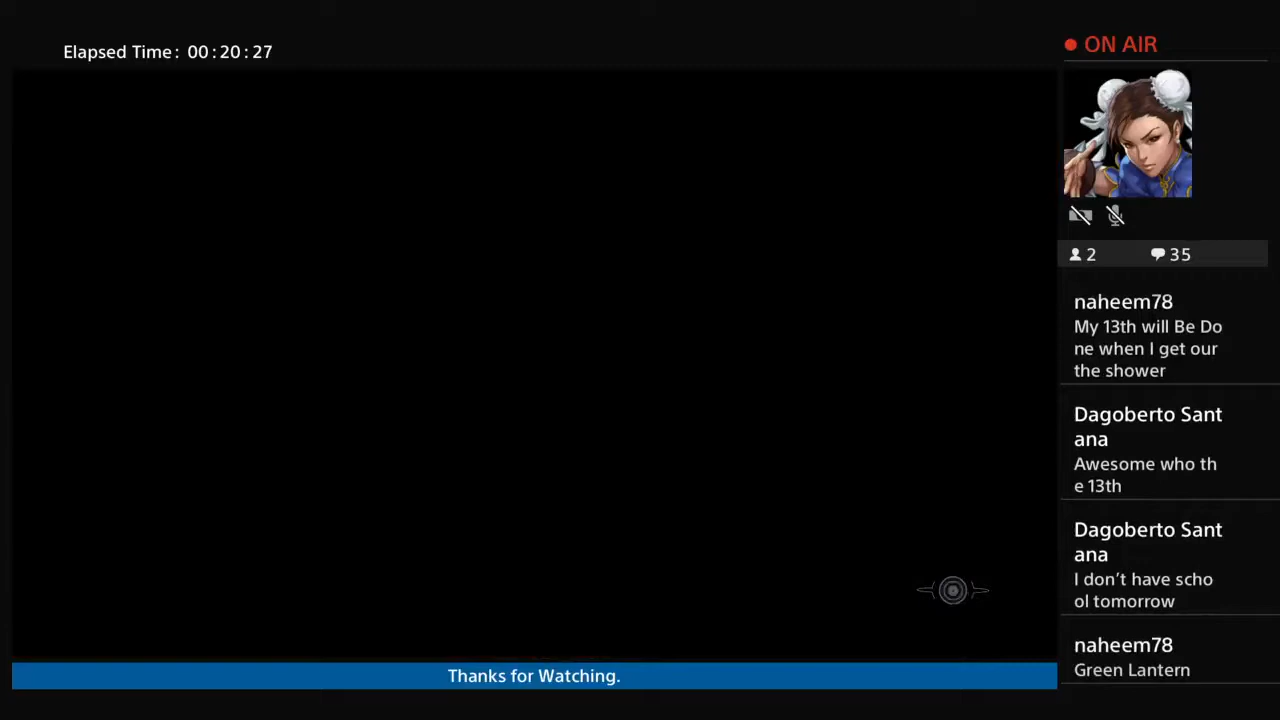 Elapsed Time: 00:20:27
ON AIR
2 35
naheem78
My 13th will Be Do
ne when I get our
the shower
Dagoberto Sant
ana
Awesome who th
e 13th
Dagoberto Sant
ana
I don’t have scho
ol tomorrow
naheem78
Green Lantern
Thanks for Watching.